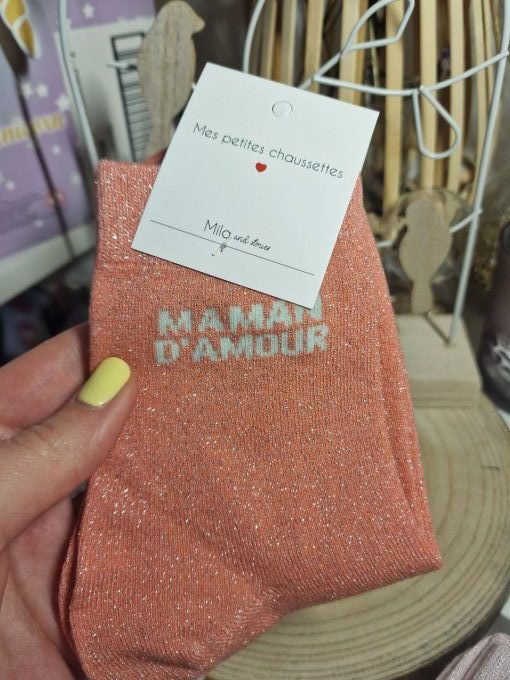 Mes petites chaussettes
Mila and stories
MAMAN
D'AMOUR